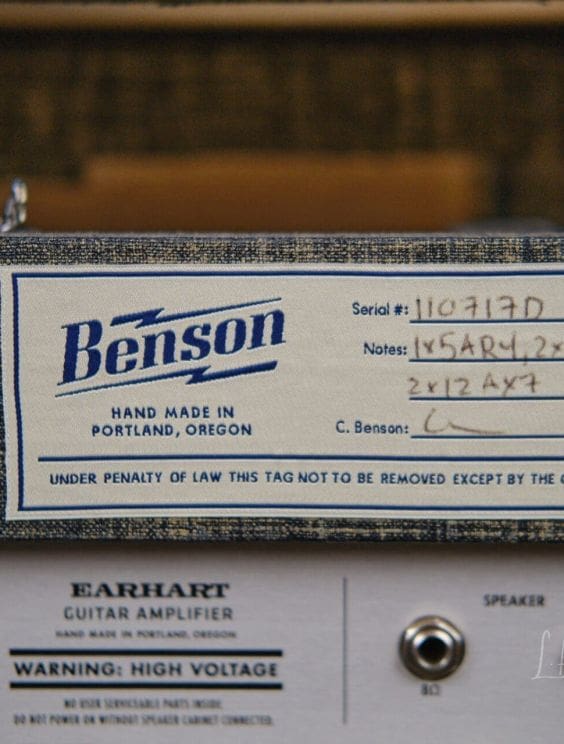 Benson
HAND MADE IN
PORTLAND, OREGON
Serial #: 110717D
Notes: 1x5AR4, 2x
2x12AX7
C. Benson:
UNDER PENALTY OF LAW THIS TAG NOT TO BE REMOVED EXCEPT BY THE
EARHART
GUITAR AMPLIFIER
HAND MADE IN PORTLAND, OREGON
WARNING: HIGH VOLTAGE
NO USER SERVICEABLE PARTS INSIDE.
DO NOT POWER ON WITHOUT SPEAKER CABINET CONNECTED.
SPEAKER
8Ω